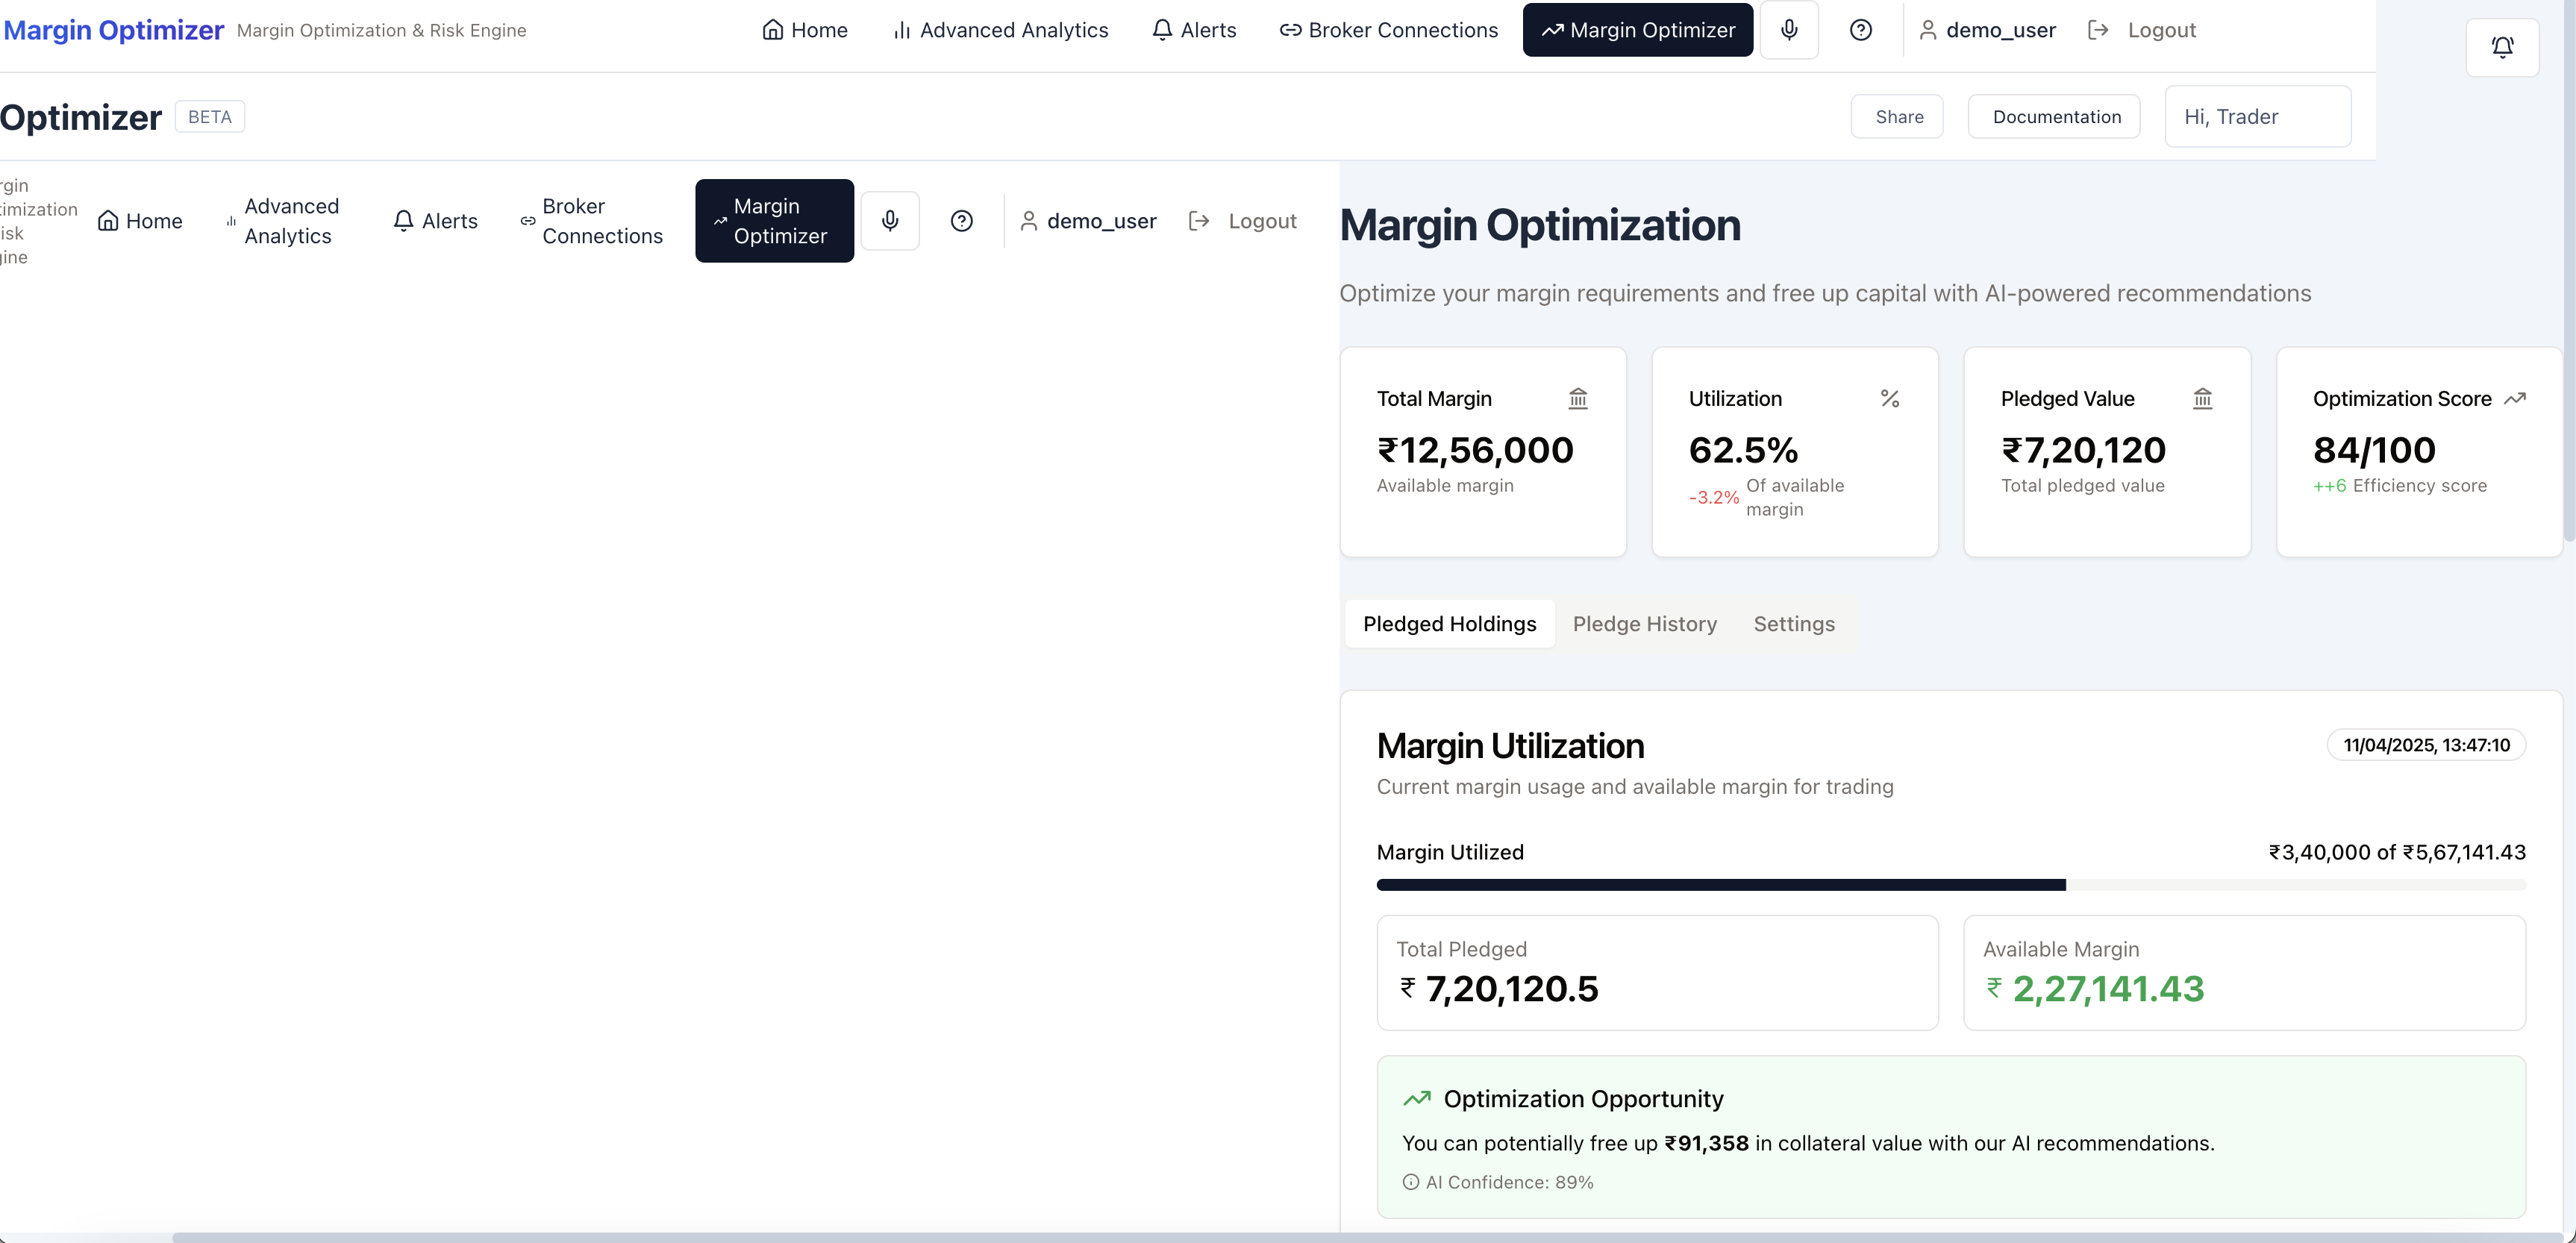 Margin Optimizer Margin Optimization & Risk Engine Home Advanced Analytics Alerts Broker Connections Margin Optimizer demo_user Logout
Optimizer BETA Share Documentation Hi, Trader
rgin
timization
isk
gine
Home
Advanced
Analytics
Alerts
Broker
Connections
Margin
Optimizer
demo_user
Logout
Margin Optimization
Optimize your margin requirements and free up capital with AI-powered recommendations
Total Margin
₹12,56,000
Available margin
Utilization
62.5%
-3.2% Of available
margin
Pledged Value
₹7,20,120
Total pledged value
Optimization Score
84/100
++6 Efficiency score
Pledged Holdings Pledge History Settings
Margin Utilization
11/04/2025, 13:47:10
Current margin usage and available margin for trading
Margin Utilized ₹3,40,000 of ₹5,67,141.43
Total Pledged
₹ 7,20,120.5
Available Margin
₹ 2,27,141.43
Optimization Opportunity
You can potentially free up ₹91,358 in collateral value with our AI recommendations.
AI Confidence: 89%